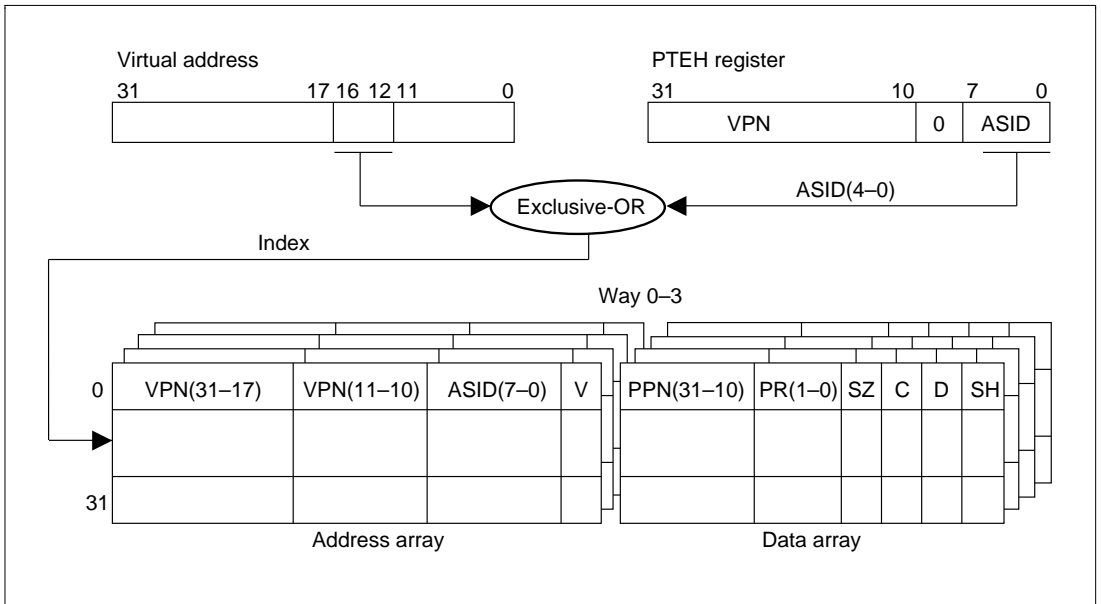 Virtual address
31 17 16 12 11 0
PTEH register
31 10 7 0
VPN 0 ASID
ASID(4–0)
Exclusive-OR
Index
Way 0–3
0 VPN(31–17) VPN(11–10) ASID(7–0) V PPN(31–10) PR(1–0) SZ C D SH
31
Address array
Data array